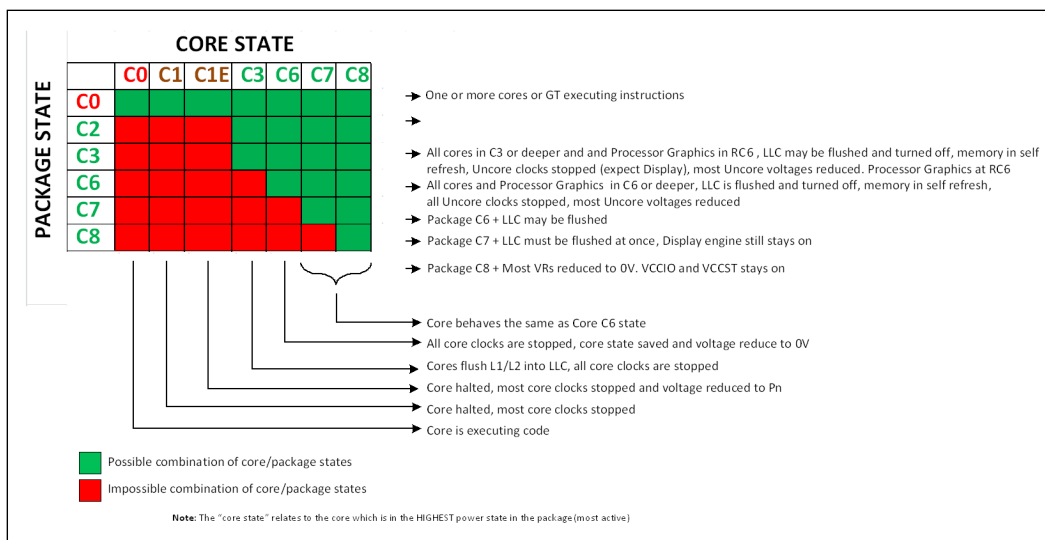 CORE STATE
PACKAGE STATE
C0 C1 C1E C3 C6 C7 C8
C0
C2
C3
C6
C7
C8
One or more cores or GT executing instructions
All cores in C3 or deeper and and Processor Graphics in RC6 , LLC may be flushed and turned off, memory in self
refresh, Uncore clocks stopped (expect Display), most Uncore voltages reduced. Processor Graphics at RC6
All cores and Processor Graphics in C6 or deeper, LLC is flushed and turned off, memory in self refresh,
all Uncore clocks stopped, most Uncore voltages reduced
Package C6 + LLC may be flushed
Package C7 + LLC must be flushed at once, Display engine still stays on
Package C8 + Most VRs reduced to 0V. VCCIO and VCCST stays on
Core behaves the same as Core C6 state
All core clocks are stopped, core state saved and voltage reduce to 0V
Cores flush L1/L2 into LLC, all core clocks are stopped
Core halted, most core clocks stopped and voltage reduced to Pn
Core halted, most core clocks stopped
Core is executing code
Possible combination of core/package states
Impossible combination of core/package states
Note: The "core state" relates to the core which is in the HIGHEST power state in the package (most active)